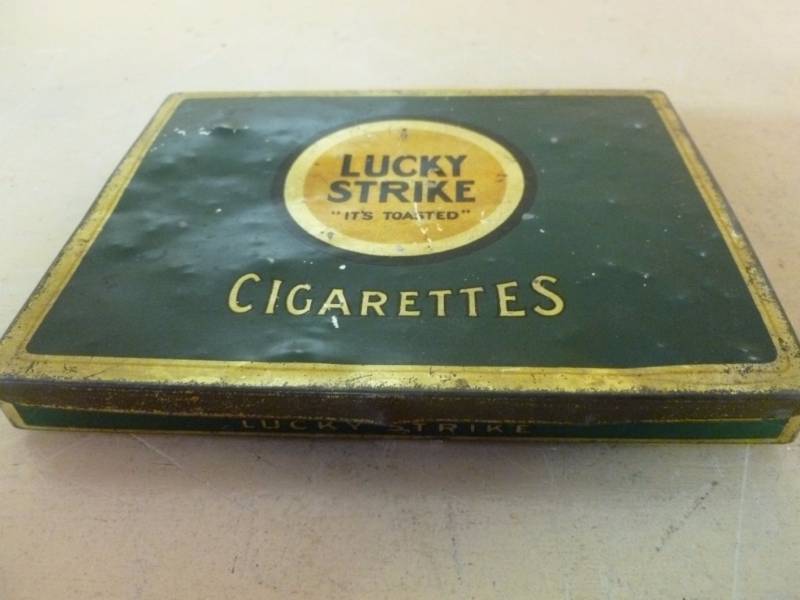 LUCKY
STRIKE
"IT'S TOASTED"
CIGARETTES
LUCKY STRIKE